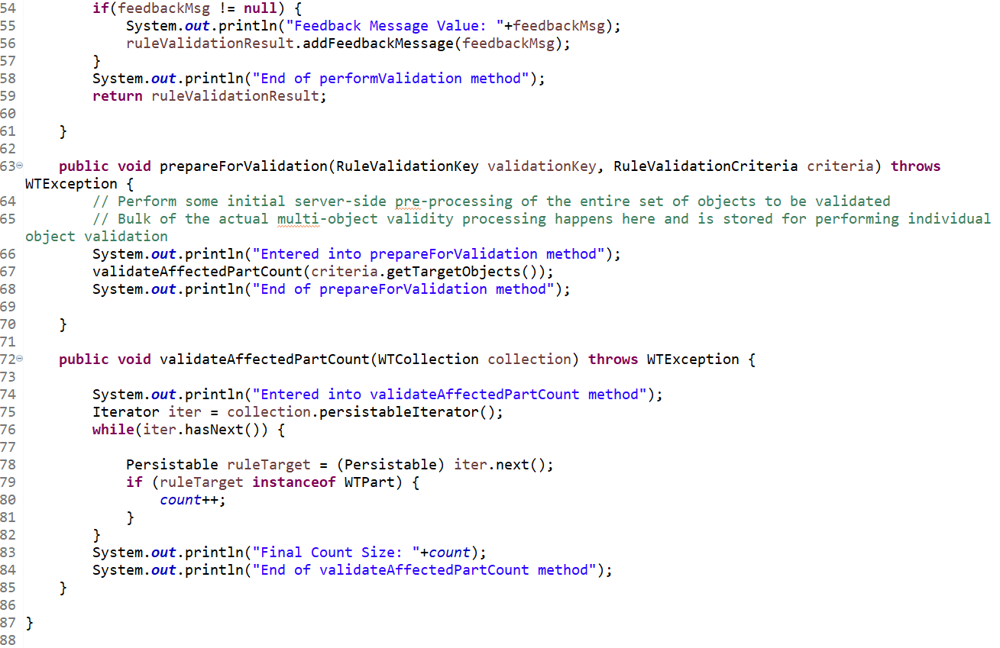 54         if(feedbackMsg != null) {
55             System.out.println("Feedback Message Value: "+feedbackMsg);
56             ruleValidationResult.addFeedbackMessage(feedbackMsg);
57         }
58         System.out.println("End of performValidation method");
59         return ruleValidationResult;
60
61     }
62
63     public void prepareForValidation(RuleValidationKey validationKey, RuleValidationCriteria criteria) throws
WTException {
64         // Perform some initial server-side pre-processing of the entire set of objects to be validated
65         // Bulk of the actual multi-object validity processing happens here and is stored for performing individual
object validation
66         System.out.println("Entered into prepareForValidation method");
67         validateAffectedPartCount(criteria.getTargetObjects());
68         System.out.println("End of prepareForValidation method");
69
70     }
71
72     public void validateAffectedPartCount(WTCollection collection) throws WTException {
73
74         System.out.println("Entered into validateAffectedPartCount method");
75         Iterator iter = collection.persistableIterator();
76         while(iter.hasNext()) {
77
78             Persistable ruleTarget = (Persistable) iter.next();
79             if (ruleTarget instanceof WTPart) {
80                 count++;
81             }
82         }
83         System.out.println("Final Count Size: "+count);
84         System.out.println("End of validateAffectedPartCount method");
85     }
86
87 }
88